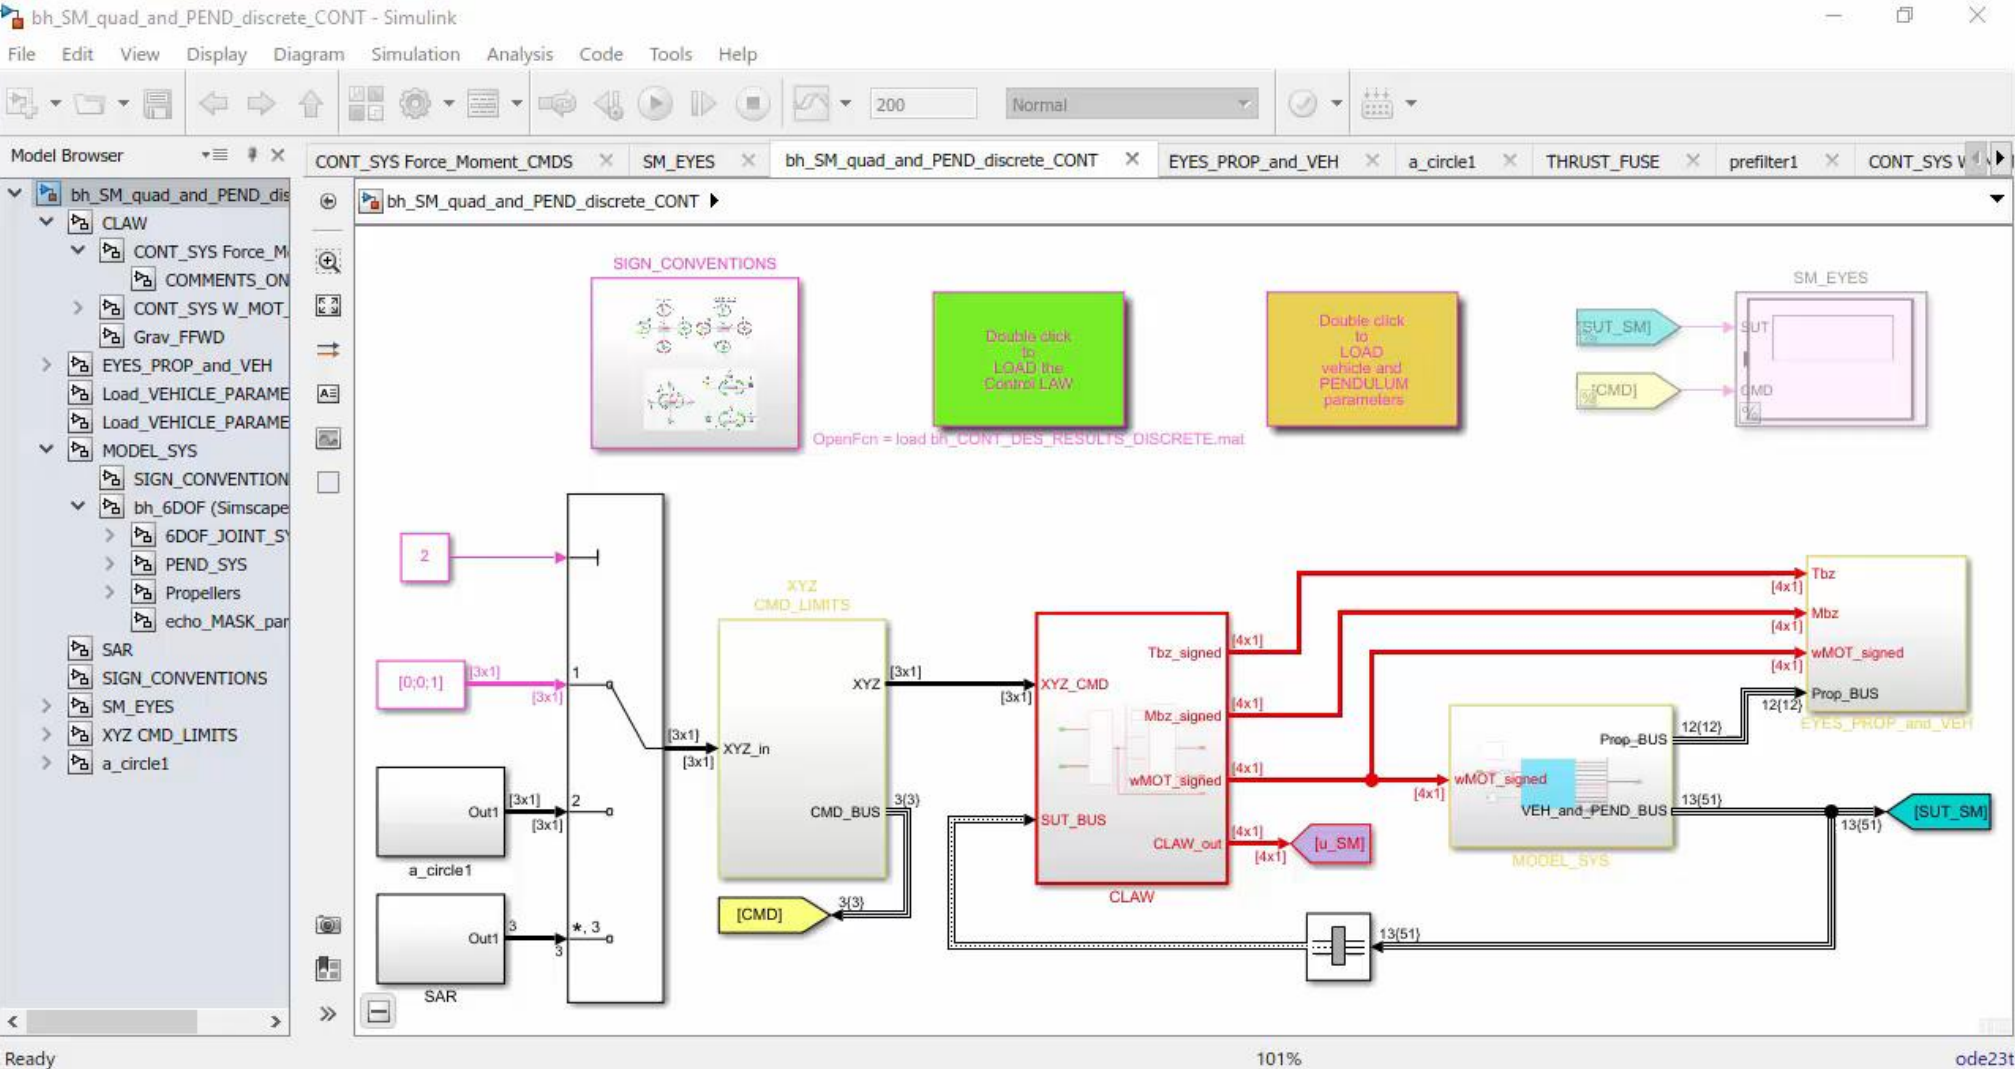 bh_SM_quad_and_PEND_discrete_CONT - Simulink
File Edit View Display Diagram Simulation Analysis Code Tools Help
200
Normal
Model Browser
CONT_SYS Force_Moment_CMDS
SM_EYES
bh_SM_quad_and_PEND_discrete_CONT
EYES_PROP_and_VEH
a_circle1
THRUST_FUSE
prefilter1
CONT_SYS
bh_SM_quad_and_PEND_dis
CLAW
CONT_SYS Force_M
COMMENTS_ON
CONT_SYS W_MOT_
Grav_FFWD
EYES_PROP_and_VEH
Load_VEHICLE_PARAME
Load_VEHICLE_PARAME
MODEL_SYS
SIGN_CONVENTION
bh_6DOF (Simscape
6DOF_JOINT_SY
PEND_SYS
Propellers
echo_MASK_par
SAR
SIGN_CONVENTIONS
SM_EYES
XYZ CMD_LIMITS
a_circle1
bh_SM_quad_and_PEND_discrete_CONT
SIGN_CONVENTIONS
Double click
to
LOAD the
Control LAW
OpenFcn = load bh_CONT_DES_RESULTS_DISCRETE.mat
Double click
to
LOAD
vehicle and
PENDULUM
parameters
SM_EYES
[SUT_SM]
SUT
[CMD]
CMD
%
2
[0;0;1]
[3x1]
[3x1]
1
Out1
[3x1]
[3x1]
2
a_circle1
Out1
3
3
*, 3
SAR
[3x1]
[3x1]
XYZ
CMD_LIMITS
XYZ_in
XYZ
CMD_BUS
[3x1]
[3x1]
3{3}
[CMD]
3{3}
XYZ_CMD
SUT_BUS
Tbz_signed
Mbz_signed
wMOT_signed
CLAW_out
CLAW
[4x1]
[4x1]
[4x1]
[4x1]
[4x1]
[u_SM]
[4x1]
wMOT_signed
Prop_BUS
VEH_and_PEND_BUS
MODEL_SYS
12{12}
12{12}
13{51}
13{51}
[SUT_SM]
13{51}
Tbz
[4x1]
Mbz
[4x1]
wMOT_signed
[4x1]
Prop_BUS
EYES_PROP_and_VEH
Ready
101%
ode23t